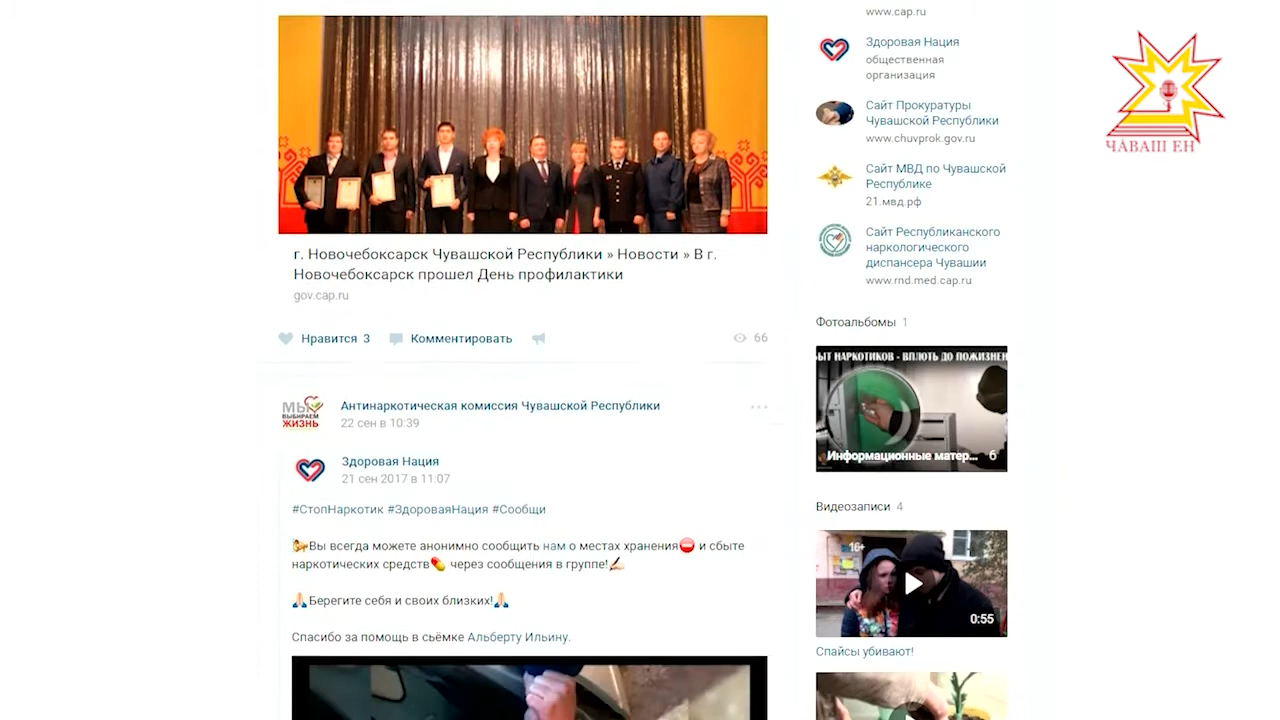 г. Новочебоксарск Чувашской Республики » Новости » В г.
Новочебоксарск прошел День профилактики
gov.cap.ru
Нравится 3
Комментировать
66
МЫ
ВЫБИРАЕМ
ЖИЗНЬ
Антинаркотическая комиссия Чувашской Республики
22 сен в 10:39
Здоровая Нация
21 сен 2017 в 11:07
#СтопНаркотик #ЗдороваяНация #Сообщи
Вы всегда можете анонимно сообщить нам о местах хранения⛔ и сбыте
наркотических средств💊 через сообщения в группе!✍
🙏Берегите себя и своих близких!🙏
Спасибо за помощь в съёмке Альберту Ильину.
www.cap.ru
Здоровая Нация
общественная
организация
Сайт Прокуратуры
Чувашской Республики
www.chuvprok.gov.ru
Сайт МВД по Чувашской
Республике
21.мвд.рф
Сайт Республиканского
наркологического
диспансера Чувашии
www.rnd.med.cap.ru
Фотоальбомы 1
БЫТ НАРКОТИКОВ - ВПЛОТЬ ДО ПОЖИЗНЕН
Информационные матер... 6
Видеозаписи 4
16+
0:55
Спайсы убивают!
ЧӐВАШ ЕН